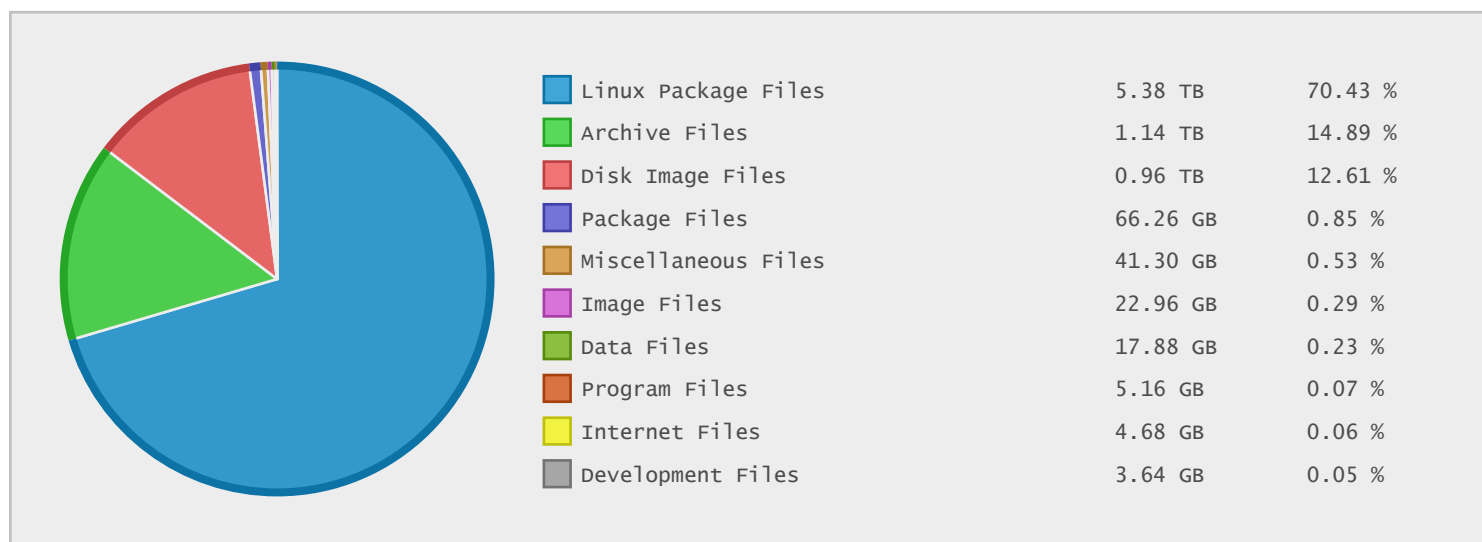 Linux Package Files 5.38 TB 70.43 %
Archive Files 1.14 TB 14.89 %
Disk Image Files 0.96 TB 12.61 %
Package Files 66.26 GB 0.85 %
Miscellaneous Files 41.30 GB 0.53 %
Image Files 22.96 GB 0.29 %
Data Files 17.88 GB 0.23 %
Program Files 5.16 GB 0.07 %
Internet Files 4.68 GB 0.06 %
Development Files 3.64 GB 0.05 %